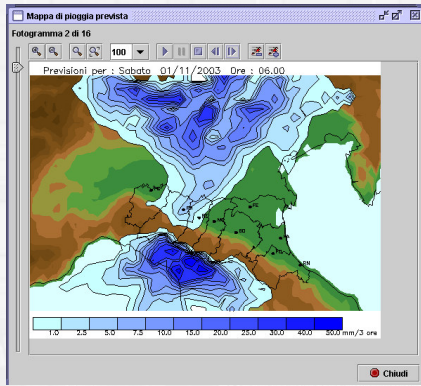 Mappa di pioggia prevista
Fotogramma 2 di 16
100
Previsioni per : Sabato 01/11/2003 Ore : 06.00
1.0 2.5 5.0 7.5 10.0 15.0 20.0 30.0 40.0 50.0 mm/3 ore
Chiudi